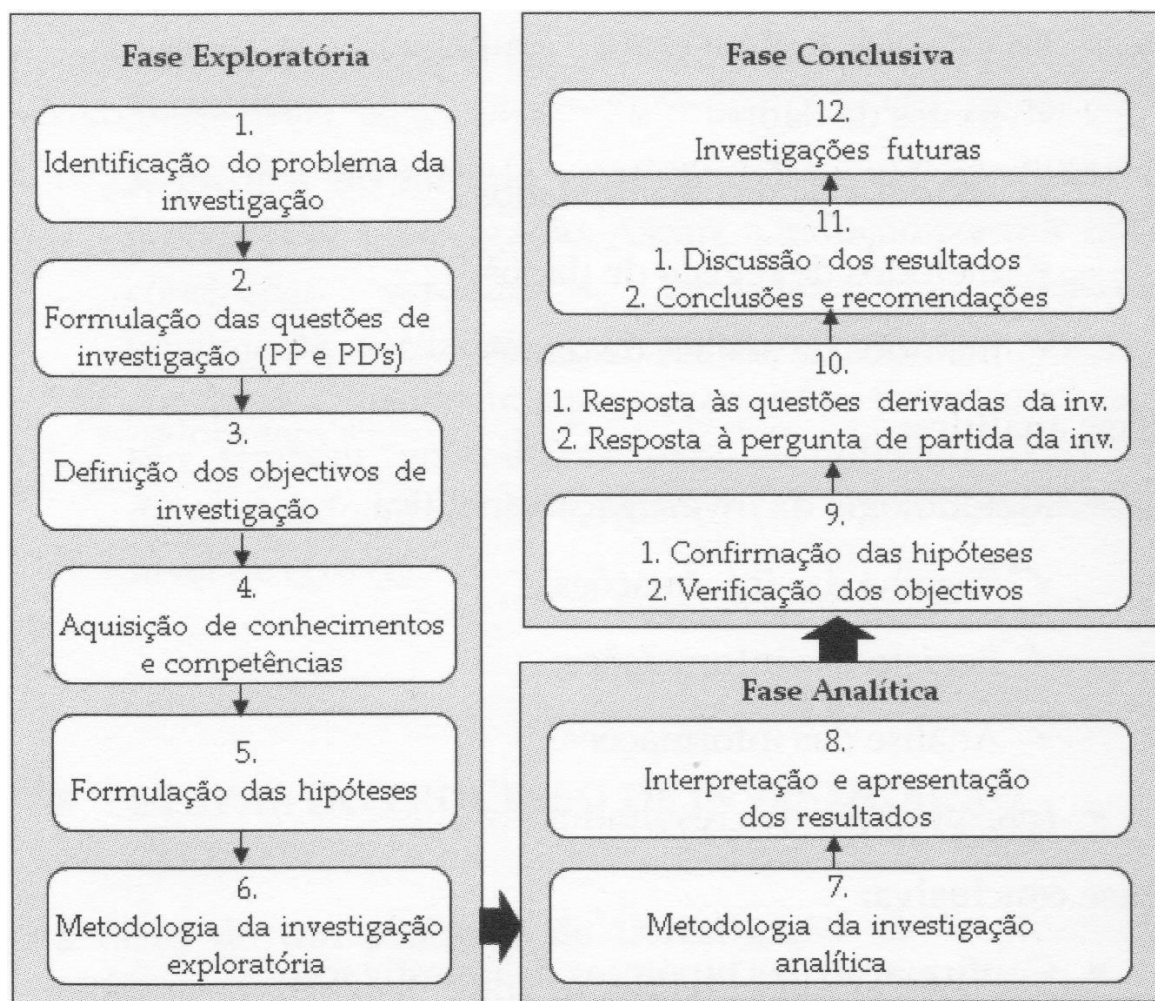 Fase Exploratória
1.
Identificação do problema da
investigação
2.
Formulação das questões de
investigação (PP e PD's)
3.
Definição dos objectivos de
investigação
4.
Aquisição de conhecimentos
e competências
5.
Formulação das hipóteses
6.
Metodologia da investigação
exploratória
Fase Conclusiva
12.
Investigações futuras
11.
1. Discussão dos resultados
2. Conclusões e recomendações
10.
1. Resposta às questões derivadas da inv.
2. Resposta à pergunta de partida da inv.
9.
1. Confirmação das hipóteses
2. Verificação dos objectivos
Fase Analítica
8.
Interpretação e apresentação
dos resultados
7.
Metodologia da investigação
analítica